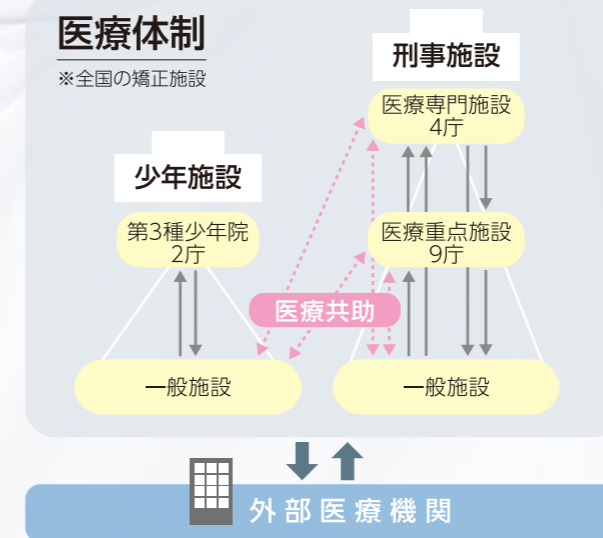 医療体制
※全国の矯正施設
刑事施設
医療専門施設
4庁
少年施設
第3種少年院
2庁
医療重点施設
9庁
医療共助
一般施設
一般施設
外部医療機関